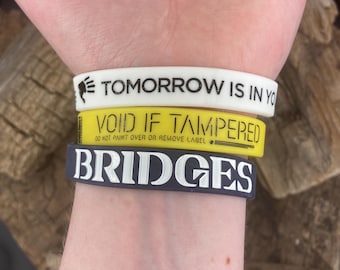 TOMORROW IS IN YO
VOID IF TAMPERED
DO NOT PAINT OVER OR REMOVE LABEL
BRIDGES